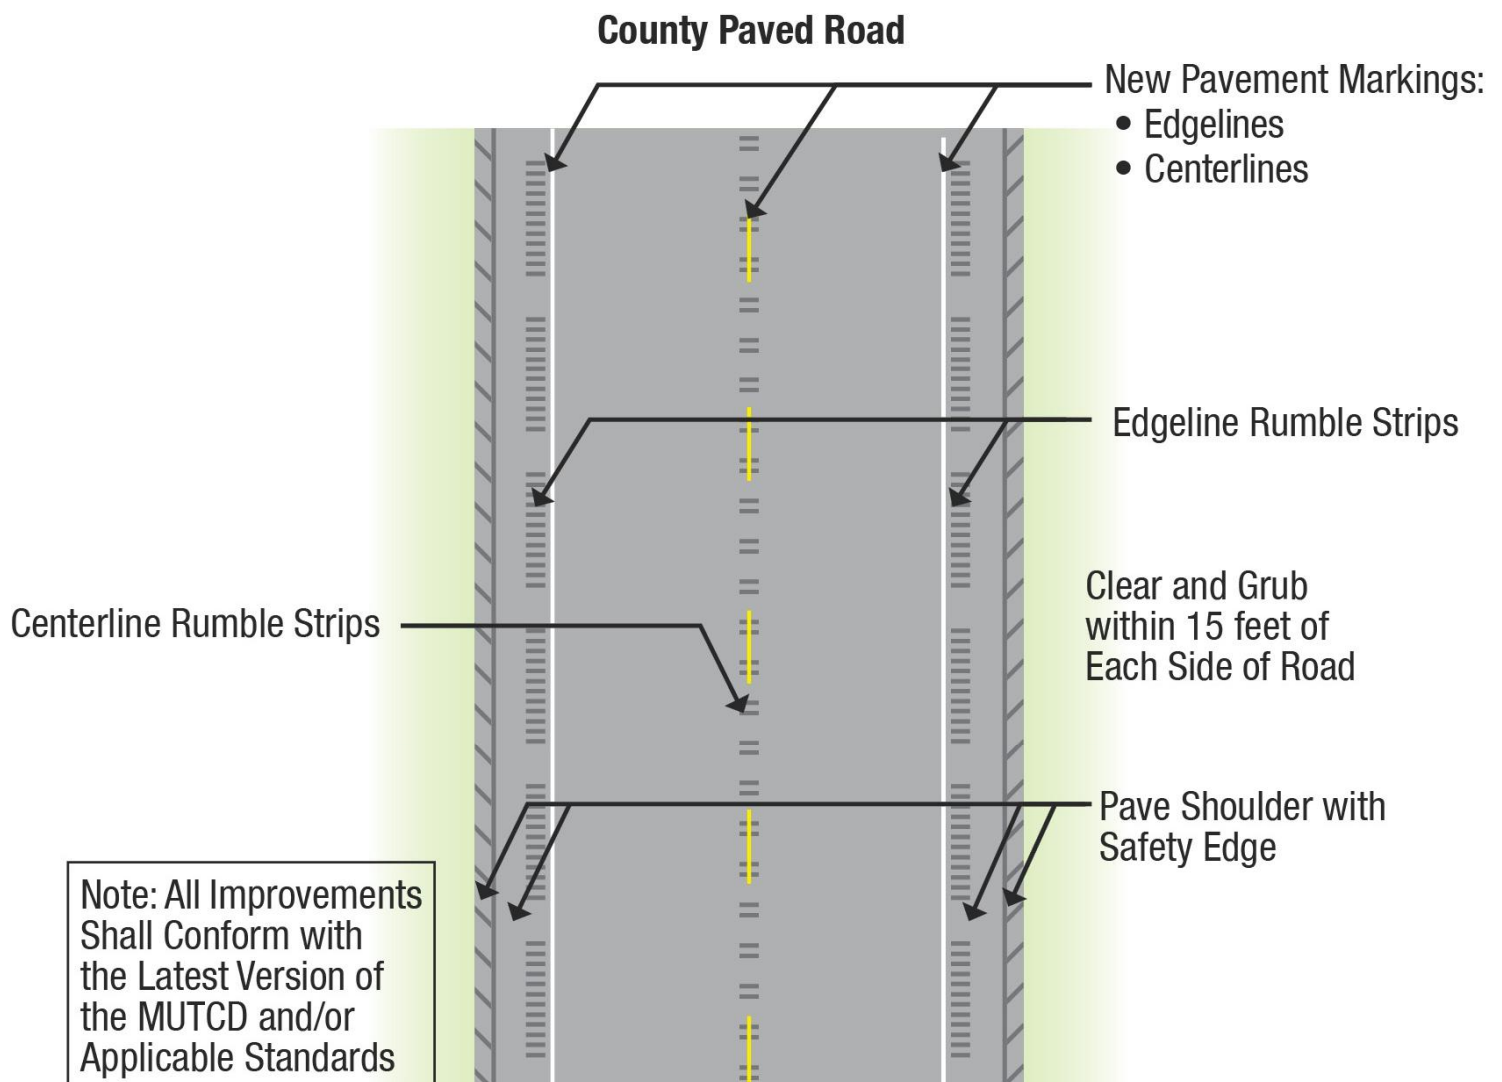 County Paved Road
New Pavement Markings:
• Edgelines
• Centerlines
Edgeline Rumble Strips
Clear and Grub
within 15 feet of
Each Side of Road
Centerline Rumble Strips
Pave Shoulder with
Safety Edge
Note: All Improvements
Shall Conform with
the Latest Version of
the MUTCD and/or
Applicable Standards